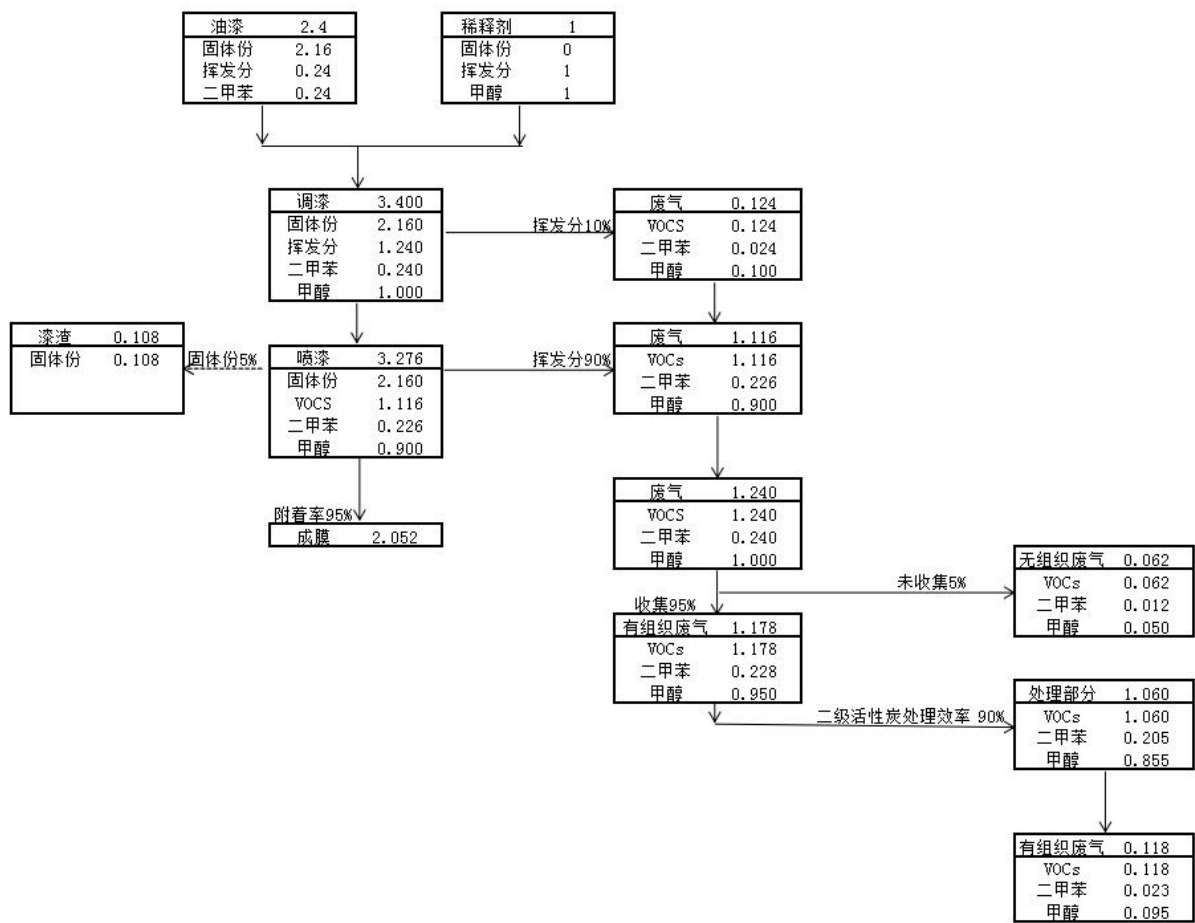 油漆 2.4
固体份 2.16
挥发分 0.24
二甲苯 0.24
稀释剂 1
固体份 0
挥发分 1
甲醇 1
调漆 3.400
固体份 2.160
挥发分 1.240
二甲苯 0.240
甲醇 1.000
挥发分10%
废气 0.124
VOCS 0.124
二甲苯 0.024
甲醇 0.100
漆渣 0.108
固体份 0.108
固体份5%
喷漆 3.276
固体份 2.160
VOCS 1.116
二甲苯 0.226
甲醇 0.900
挥发分90%
废气 1.116
VOCs 1.116
二甲苯 0.226
甲醇 0.900
附着率95%
成膜 2.052
废气 1.240
VOCS 1.240
二甲苯 0.240
甲醇 1.000
未收集5%
无组织废气 0.062
VOCs 0.062
二甲苯 0.012
甲醇 0.050
收集95%
有组织废气 1.178
VOCs 1.178
二甲苯 0.228
甲醇 0.950
二级活性炭处理效率 90%
处理部分 1.060
VOCs 1.060
二甲苯 0.205
甲醇 0.855
有组织废气 0.118
VOCs 0.118
二甲苯 0.023
甲醇 0.095